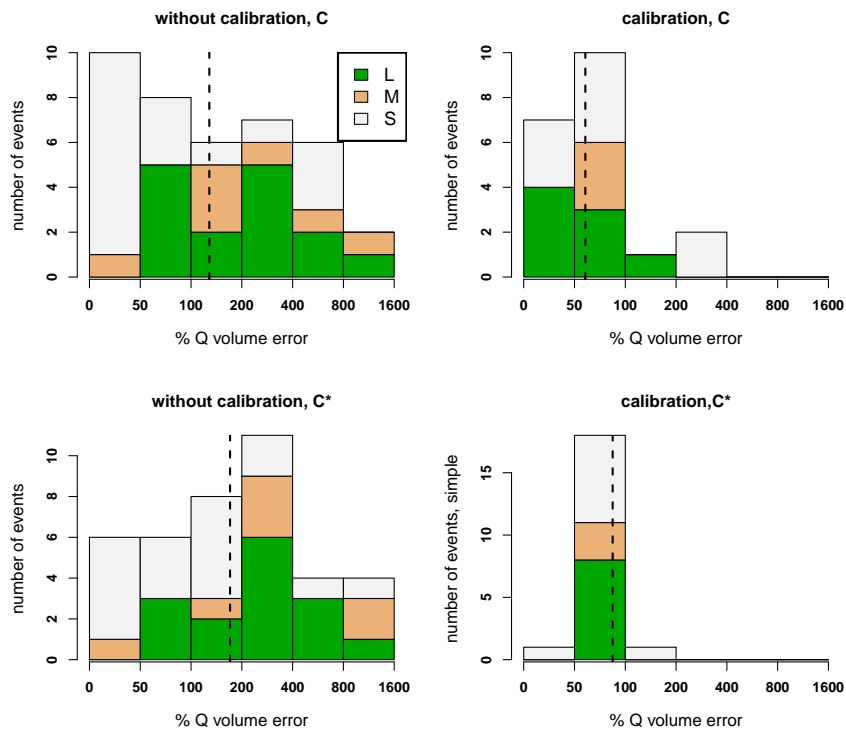 without calibration, C
number of events
0 2 4 6 8 10
L
M
S
0 50 100 200 400 800 1600
% Q volume error
calibration, C
number of events
0 2 4 6 8 10
0 50 100 200 400 800 1600
% Q volume error
without calibration, C*
number of events
0 2 4 6 8 10
0 50 100 200 400 800 1600
% Q volume error
calibration,C*
number of events, simple
0 5 10 15
0 50 100 200 400 800 1600
% Q volume error